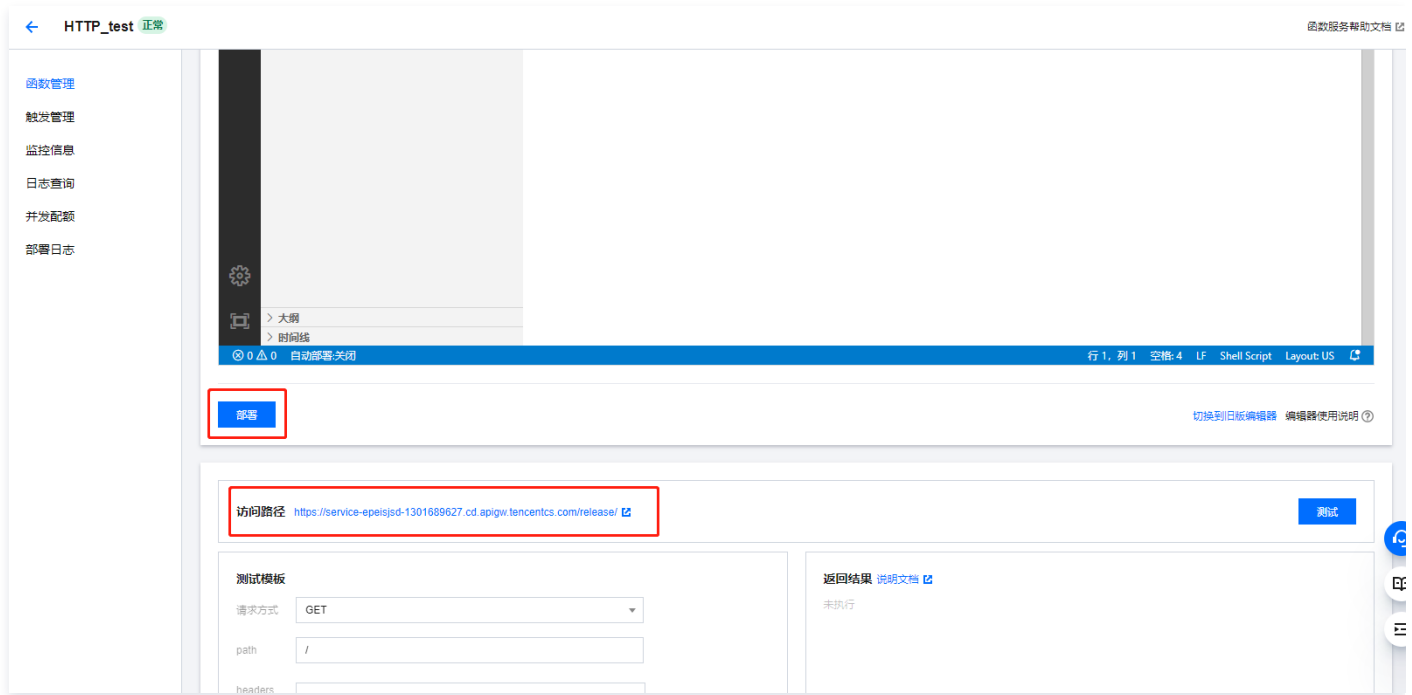 HTTP_test 正常
函数服务帮助文档
函数管理
触发管理
监控信息
日志查询
并发配额
部署日志
大纲
时间线
0 0 自动部署:关闭
行 1，列 1 空格: 4 LF Shell Script Layout: US
部署
切换到旧版编辑器 编辑器使用说明
访问路径 https://service-epeisjsd-1301689627.cd.apigw.tencentcs.com/release/
测试
测试模板
返回结果 说明文档
请求方式 GET
未执行
path /
headers